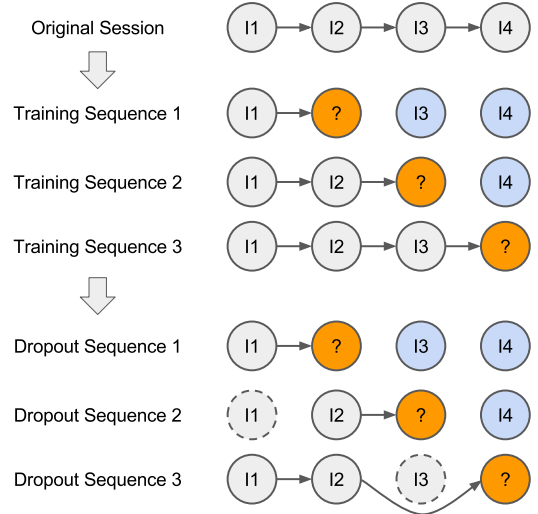 Original Session I1 I2 I3 I4
Training Sequence 1 I1 ? I3 I4
Training Sequence 2 I1 I2 ? I4
Training Sequence 3 I1 I2 I3 ?
Dropout Sequence 1 I1 ? I3 I4
Dropout Sequence 2 I1 I2 ? I4
Dropout Sequence 3 I1 I2 I3 ?